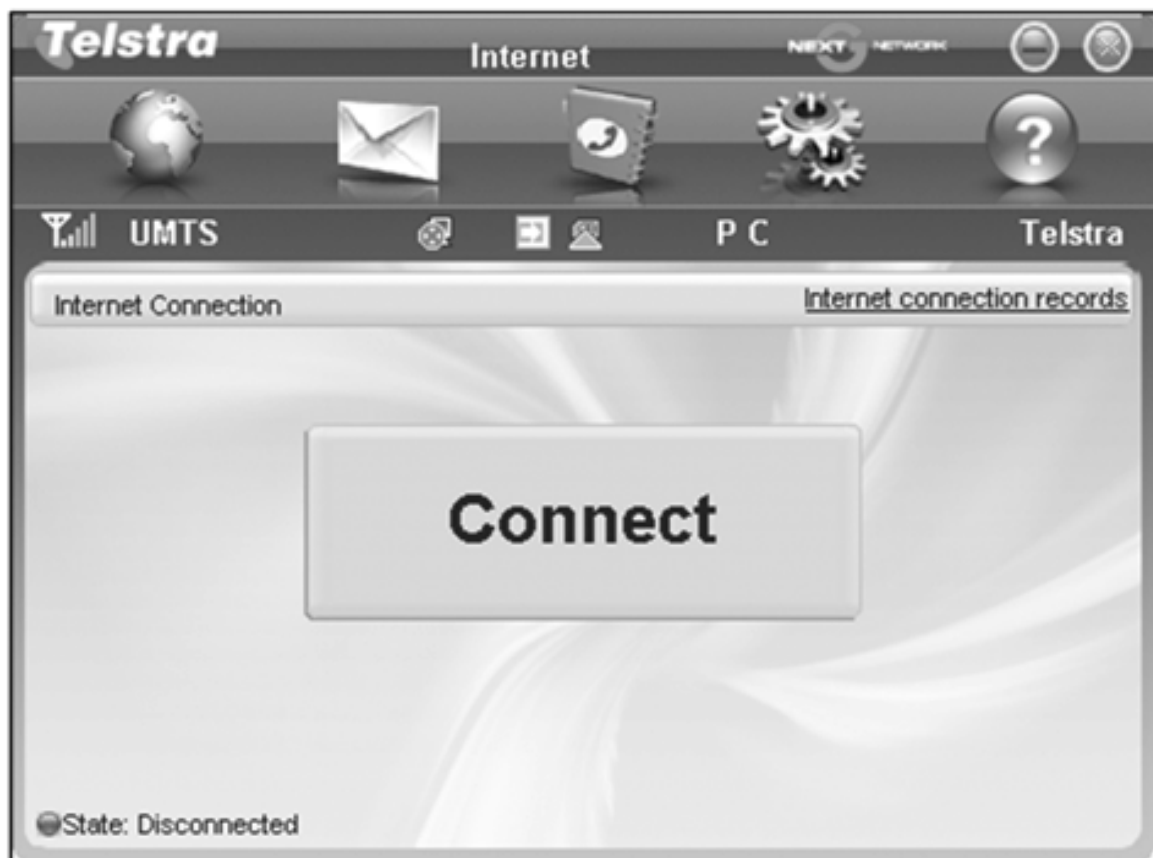 Telstra
Internet
NEXT G NETWORK
?
UMTS
P C
Telstra
Internet Connection
Internet connection records
Connect
State: Disconnected